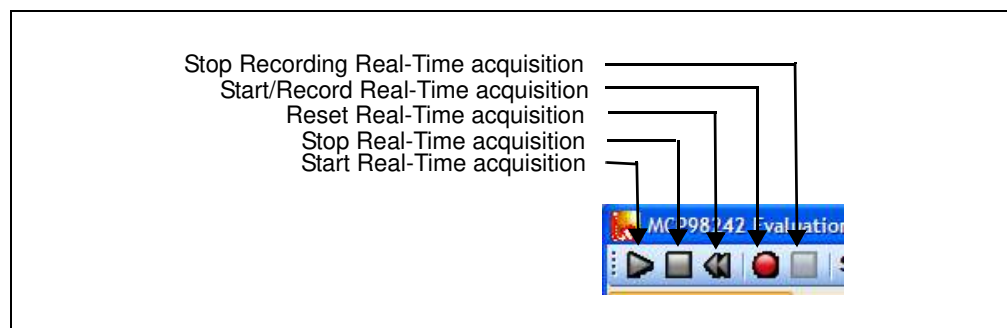 Stop Recording Real-Time acquisition
Start/Record Real-Time acquisition
Reset Real-Time acquisition
Stop Real-Time acquisition
Start Real-Time acquisition
MCP98242 Evaluation